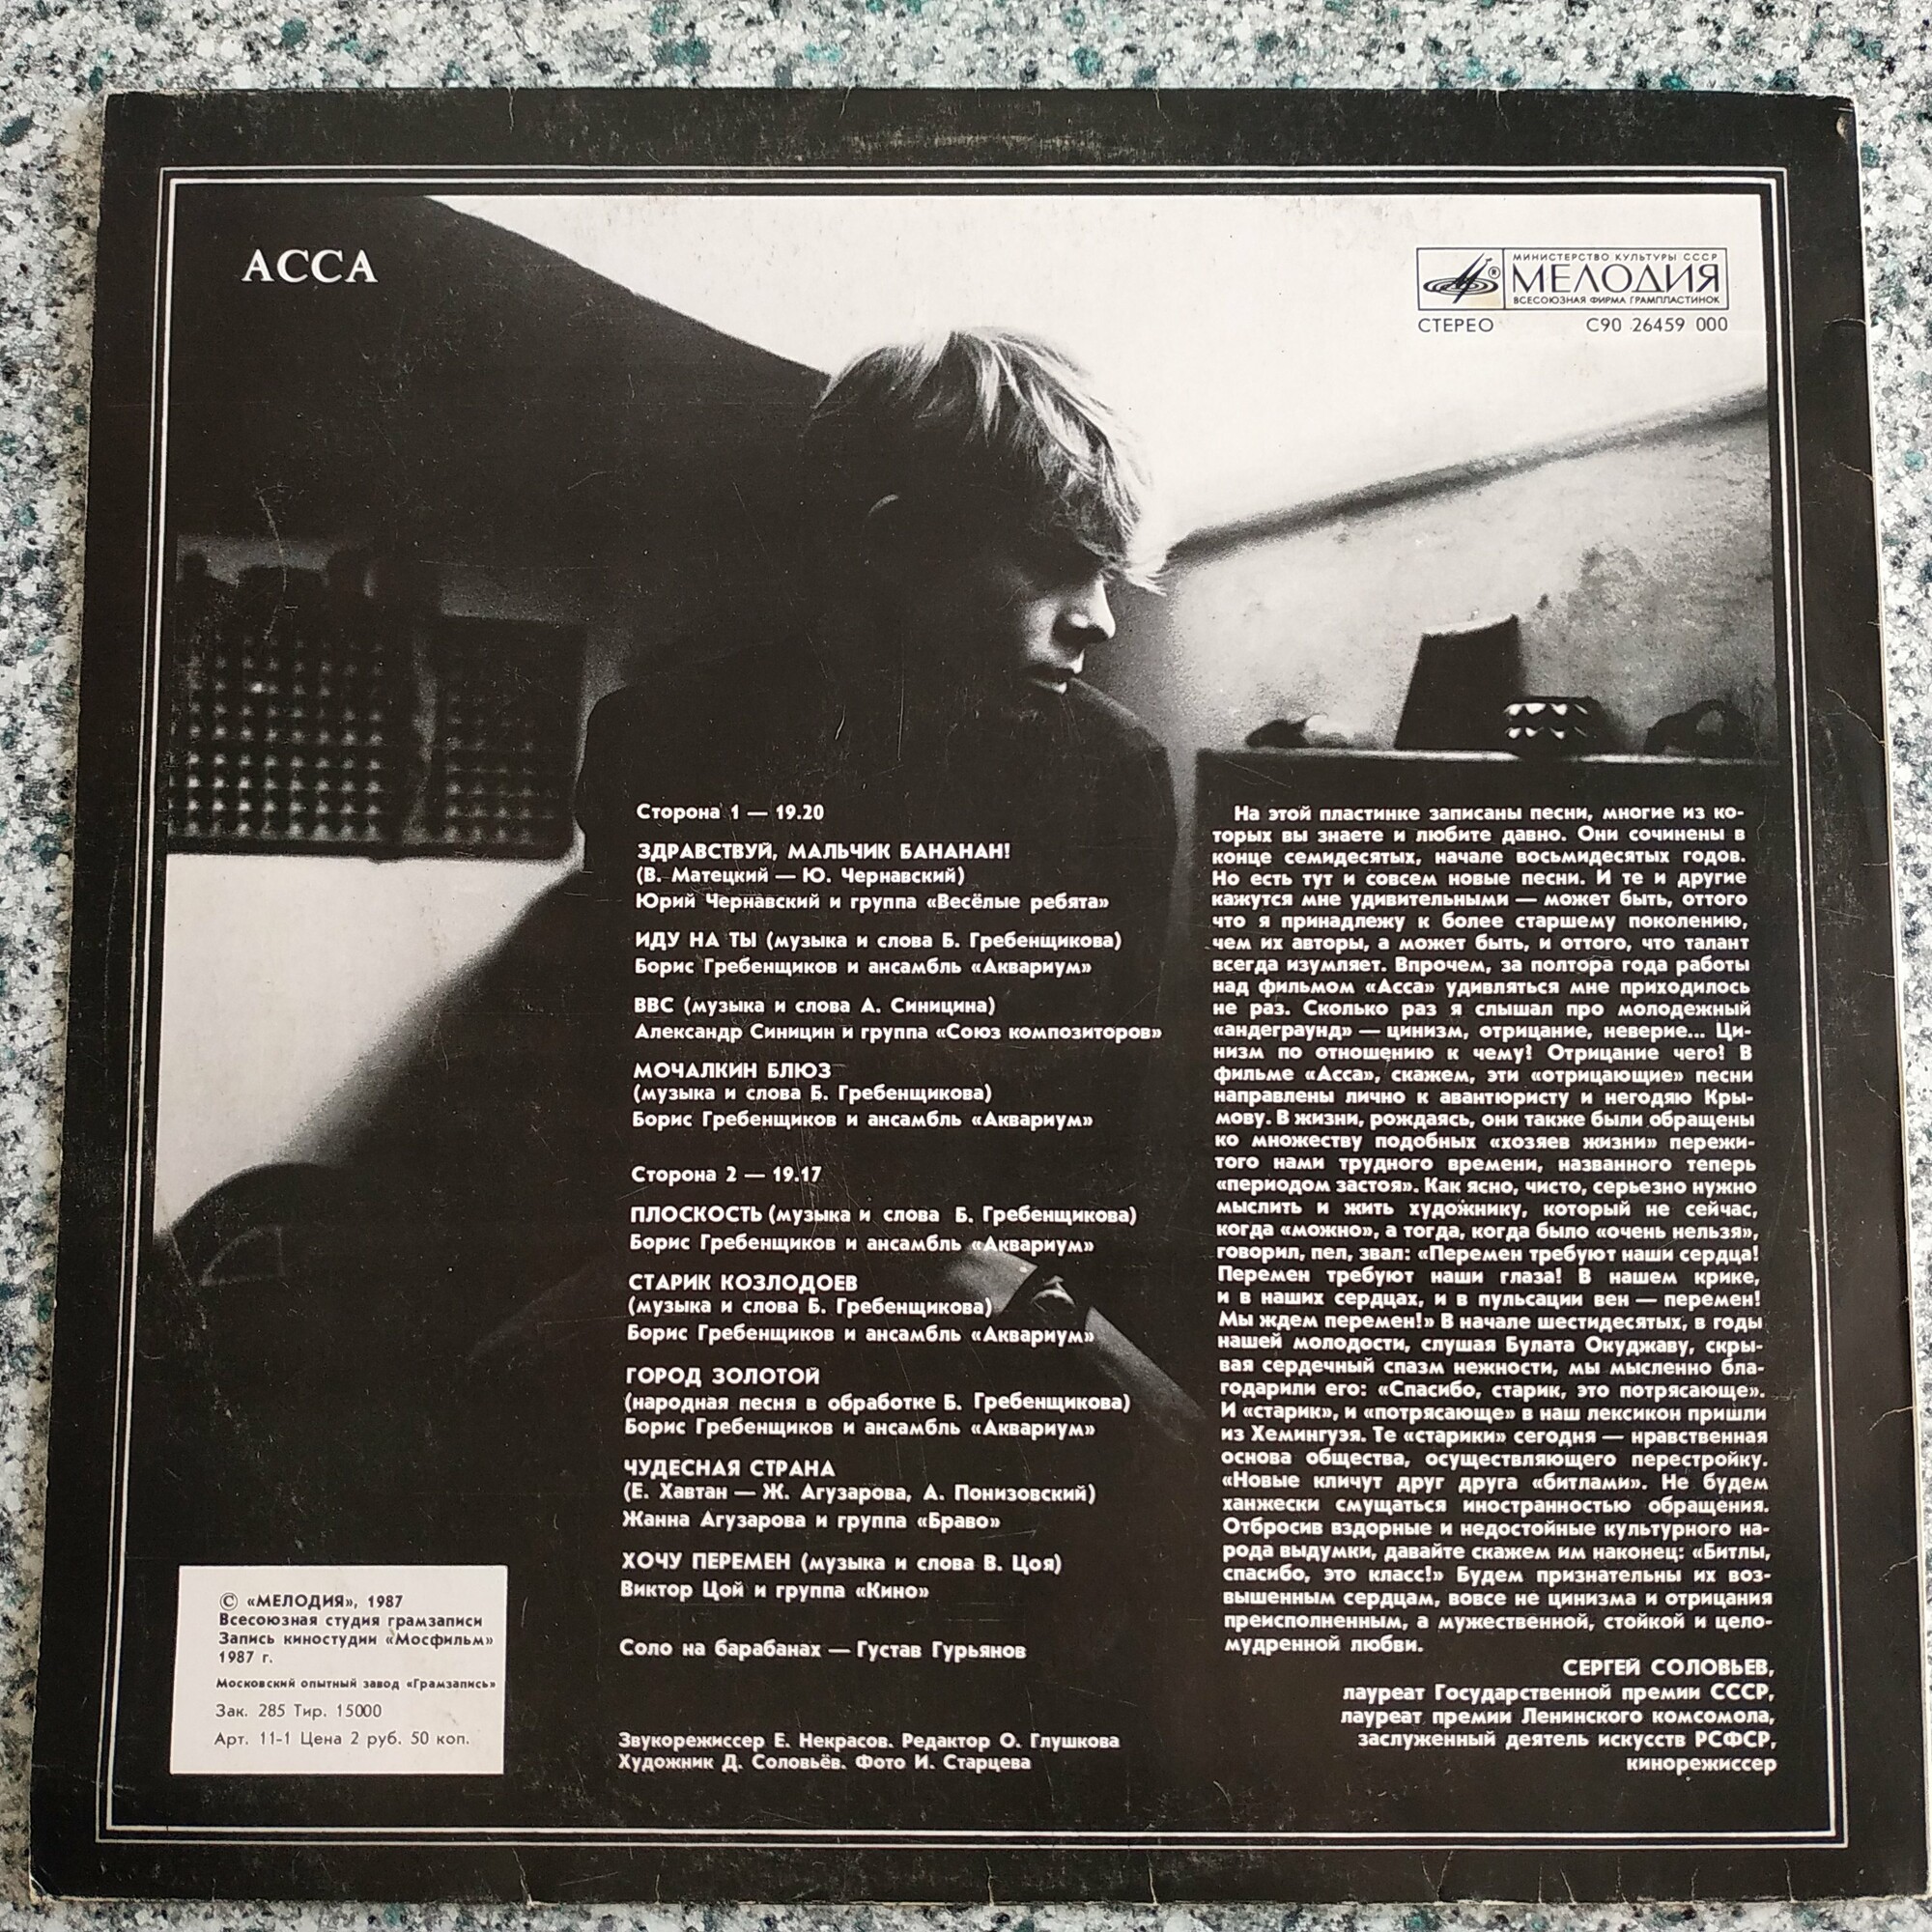 АССА
МИНИСТЕРСТВО КУЛЬТУРЫ СССР
МЕЛОДИЯ
ВСЕСОЮЗНАЯ ФИРМА ГРАМПЛАСТИНОК
СТЕРЕО С90 26459 000
Сторона 1 — 19.20
ЗДРАВСТВУЙ, МАЛЬЧИК БАНАНАН!
(В. Матецкий — Ю. Чернавский)
Юрий Чернавский и группа «Весёлые ребята»
ИДУ НА ТЫ (музыка и слова Б. Гребенщикова)
Борис Гребенщиков и ансамбль «Аквариум»
ВВС (музыка и слова А. Синицина)
Александр Синицин и группа «Союз композиторов»
МОЧАЛКИН БЛЮЗ
(музыка и слова Б. Гребенщикова)
Борис Гребенщиков и ансамбль «Аквариум»
Сторона 2 — 19.17
ПЛОСКОСТЬ (музыка и слова Б. Гребенщикова)
Борис Гребенщиков и ансамбль «Аквариум»
СТАРИК КОЗЛОДОЕВ
(музыка и слова Б. Гребенщикова)
Борис Гребенщиков и ансамбль «Аквариум»
ГОРОД ЗОЛОТОЙ
(народная песня в обработке Б. Гребенщикова)
Борис Гребенщиков и ансамбль «Аквариум»
ЧУДЕСНАЯ СТРАНА
(Е. Хавтан — Ж. Агузарова, А. Понизовский)
Жанна Агузарова и группа «Браво»
ХОЧУ ПЕРЕМЕН (музыка и слова В. Цоя)
Виктор Цой и группа «Кино»
Соло на барабанах — Густав Гурьянов
Звукорежиссер Е. Некрасов. Редактор О. Глушкова
Художник Д. Соловьёв. Фото И. Старцева
На этой пластинке записаны песни, многие из ко-
торых вы знаете и любите давно. Они сочинены в
конце семидесятых, начале восьмидесятых годов.
Но есть тут и совсем новые песни. И те и другие
кажутся мне удивительными — может быть, оттого
что я принадлежу к более старшему поколению,
чем их авторы, а может быть, и оттого, что талант
всегда изумляет. Впрочем, за полтора года работы
над фильмом «Асса» удивляться мне приходилось
не раз. Сколько раз я слышал про молодежный
«андеграунд» — цинизм, отрицание, неверие... Ци-
низм по отношению к чему? Отрицание чего? В
фильме «Асса», скажем, эти «отрицающие» песни
направлены лично к авантюристу и негодяю Кры-
мову. В жизни, рождаясь, они также были обращены
ко множеству подобных «хозяев жизни» пережи-
того нами трудного времени, названного теперь
«периодом застоя». Как ясно, чисто, серьезно нужно
мыслить и жить художнику, который не сейчас,
когда «можно», а тогда, когда было «очень нельзя»,
говорил, пел, звал: «Перемен требуют наши сердца!
Перемен требуют наши глаза! В нашем крике,
и в наших сердцах, и в пульсации вен — перемен!
Мы ждем перемен!» В начале шестидесятых, в годы
нашей молодости, слушая Булата Окуджаву, скры-
вая сердечный спазм нежности, мы мысленно бла-
годарили его: «Спасибо, старик, это потрясающе».
И «старик», и «потрясающе» в наш лексикон пришли
из Хемингуэя. Те «старики» сегодня — нравственная
основа общества, осуществляющего перестройку.
«Новые кличут друг друга «битлами». Не будем
ханжески смущаться иностранностью обращения.
Отбросив вздорные и недостойные культурного на-
рода выдумки, давайте скажем им наконец: «Битлы,
спасибо, это класс!» Будем признательны их воз-
вышенным сердцам, вовсе не цинизма и отрицания
преисполненным, а мужественной, стойкой и цело-
мудренной любви.
СЕРГЕЙ СОЛОВЬЕВ,
лауреат Государственной премии СССР,
лауреат премии Ленинского комсомола,
заслуженный деятель искусств РСФСР,
кинорежиссер
© «МЕЛОДИЯ», 1987
Всесоюзная студия грамзаписи
Запись киностудии «Мосфильм»
1987 г.
Московский опытный завод «Грамзапись»
Зак. 285 Тир. 15000
Арт. 11-1 Цена 2 руб. 50 коп.